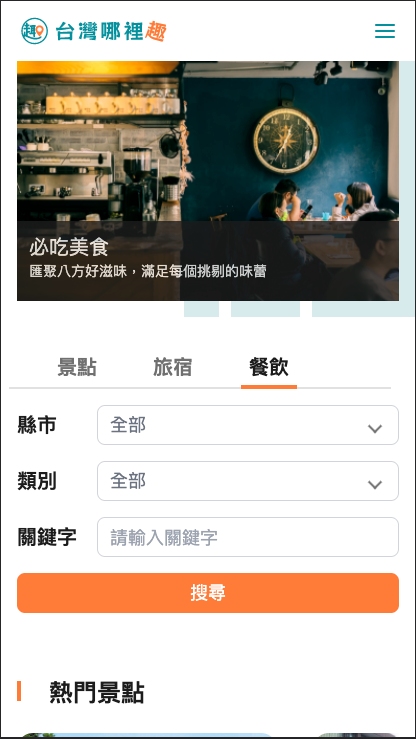 趣 台灣哪裡趣
必吃美食
匯聚八方好滋味，滿足每個挑剔的味蕾
景點 旅宿 餐飲
縣市 全部
類別 全部
關鍵字 請輸入關鍵字
搜尋
熱門景點